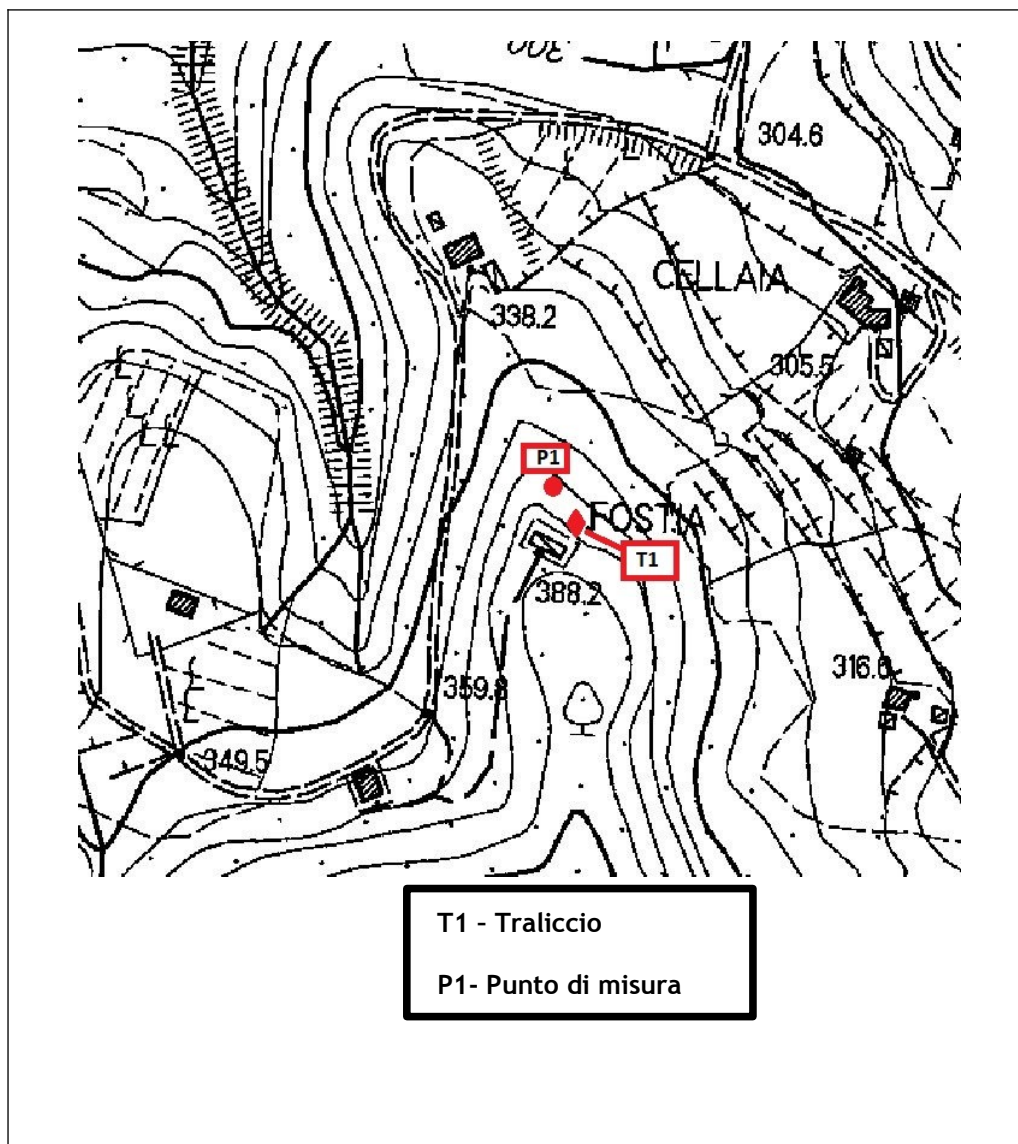 300
304.6
CELLAIA
338.2
305.5
P1
FOSTIA
T1
388.2
316.6
359.8
349.5
T1 - Traliccio
P1- Punto di misura